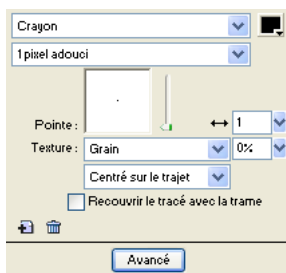 Crayon
1 pixel adouci
Pointe : 1
Texture : Grain 0%
Centré sur le trajet
Recouvrir le tracé avec la trame
Avancé